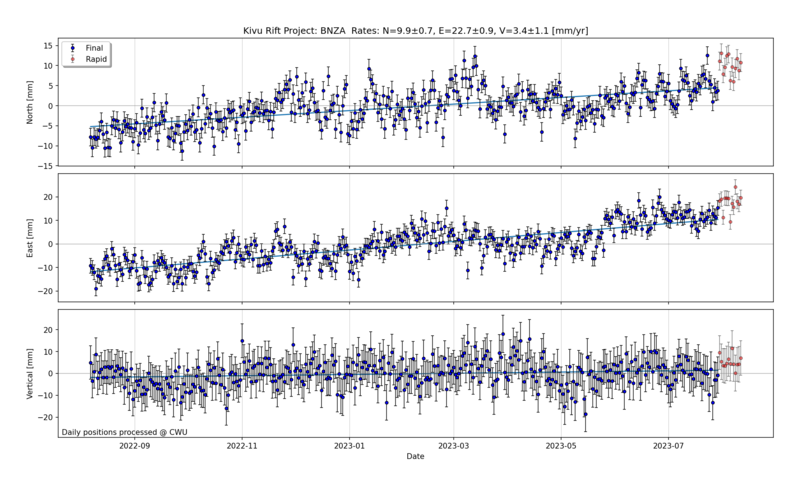 Kivu Rift Project: BNZA Rates: N=9.9±0.7, E=22.7±0.9, V=3.4±1.1 [mm/yr]
Final
Rapid
15
10
5
0
−5
−10
−15
North [mm]
20
10
0
−10
−20
East [mm]
20
10
0
−10
−20
Vertical [mm]
Daily positions processed @ CWU
2022-09 2022-11 2023-01 2023-03 2023-05 2023-07
Date